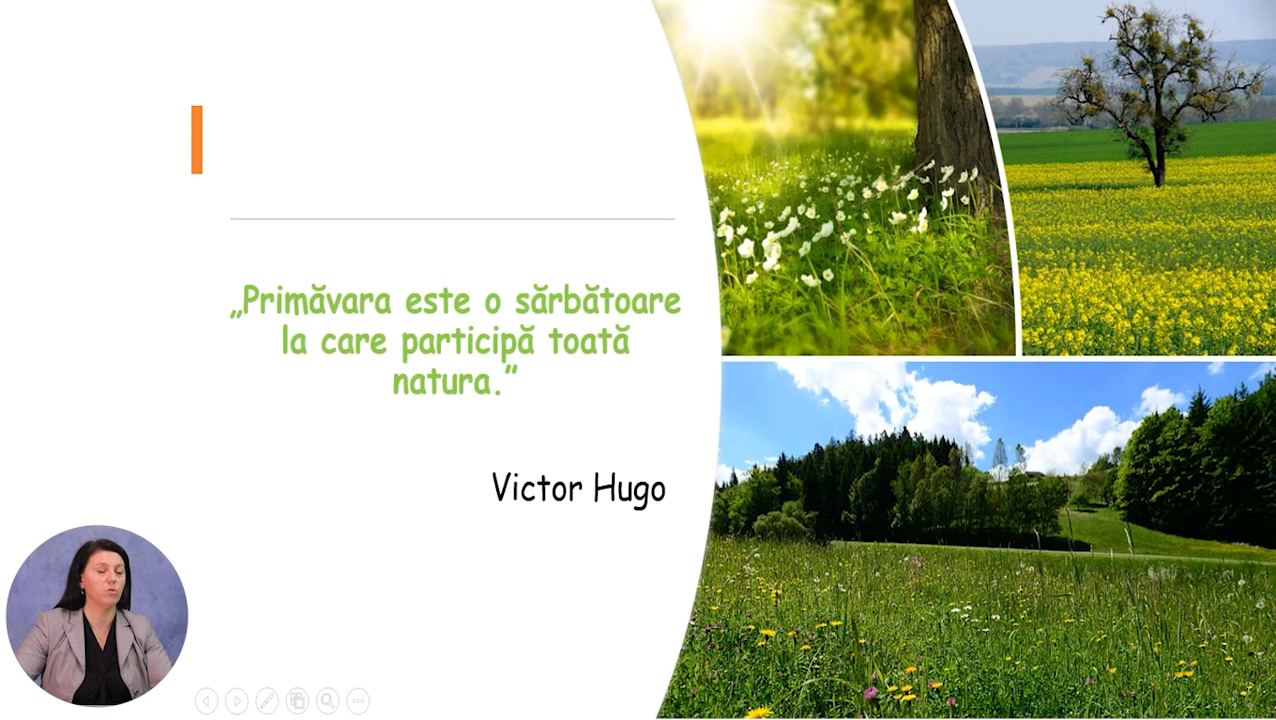 „Primăvara este o sărbătoare
la care participă toată
natura.”
Victor Hugo